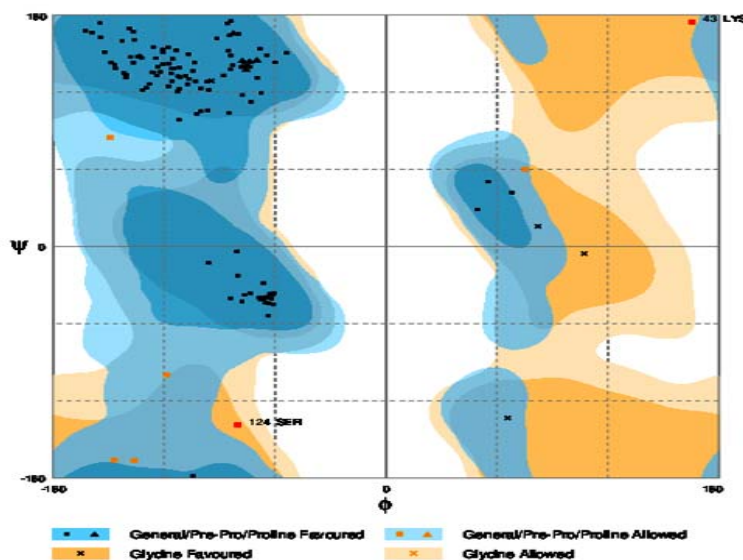 180
43 LYS
Ψ 0
124 SER
-180
-180 0 180
Φ
General/Pre-Pro/Proline Favoured General/Pre-Pro/Proline Allowed
Glycine Favoured Glycine Allowed